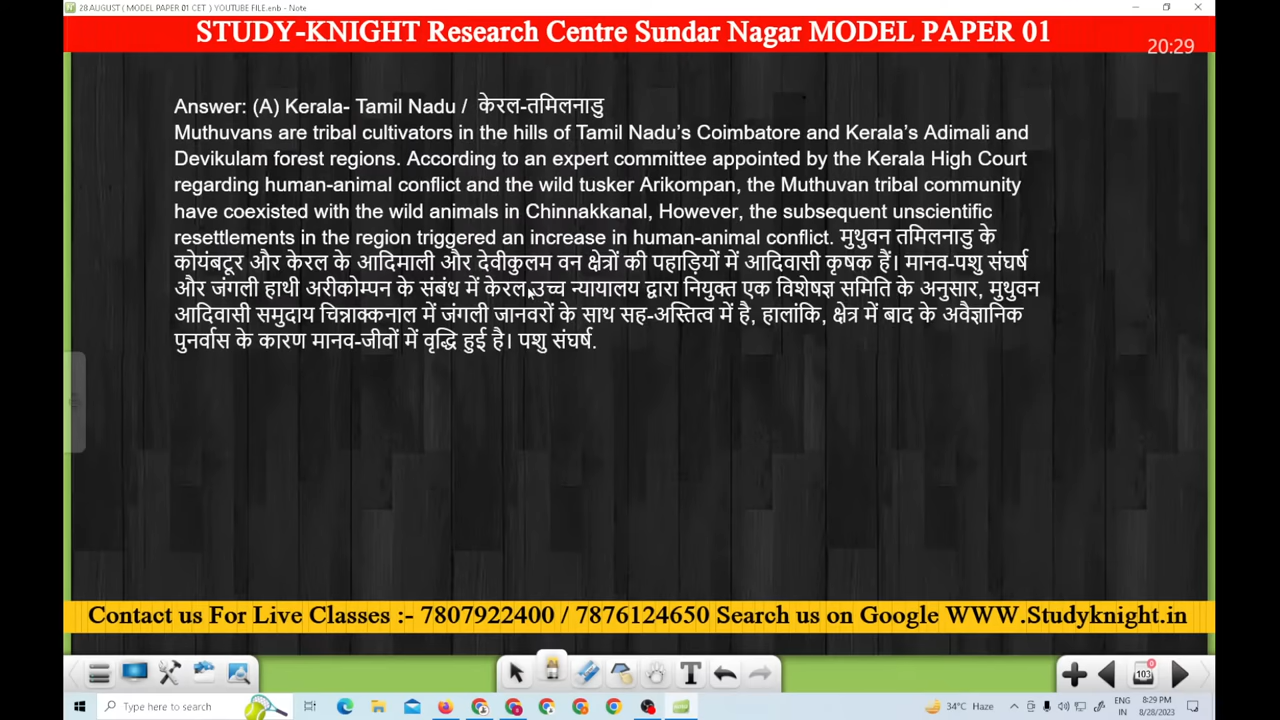 28 AUGUST ( MODEL PAPER 01 CET ) YOUTUBE FILE.enb - Note
STUDY-KNIGHT Research Centre Sundar Nagar MODEL PAPER 01
20:29
Answer: (A) Kerala- Tamil Nadu / केरल-तमिलनाडु
Muthuvans are tribal cultivators in the hills of Tamil Nadu's Coimbatore and Kerala's Adimali and
Devikulam forest regions. According to an expert committee appointed by the Kerala High Court
regarding human-animal conflict and the wild tusker Arikompan, the Muthuvan tribal community
have coexisted with the wild animals in Chinnakkanal, However, the subsequent unscientific
resettlements in the region triggered an increase in human-animal conflict. मुथुवन तमिलनाडु के
कोयंबटूर और केरल के आदिमाली और देवीकुलम वन क्षेत्रों की पहाड़ियों में आदिवासी कृषक हैं। मानव-पशु संघर्ष
और जंगली हाथी अरीकोम्पन के संबंध में केरल उच्च न्यायालय द्वारा नियुक्त एक विशेषज्ञ समिति के अनुसार, मुथुवन
आदिवासी समुदाय चिन्नाक्कनाल में जंगली जानवरों के साथ सह-अस्तित्व में है, हालांकि, क्षेत्र में बाद के अवैज्ञानिक
पुनर्वास के कारण मानव-जीवों में वृद्धि हुई है। पशु संघर्ष.
Contact us For Live Classes :- 7807922400 / 7876124650 Search us on Google WWW.Studyknight.in
103
0
Type here to search
34°C Haze
ENG
IN
8:29 PM
8/28/2023